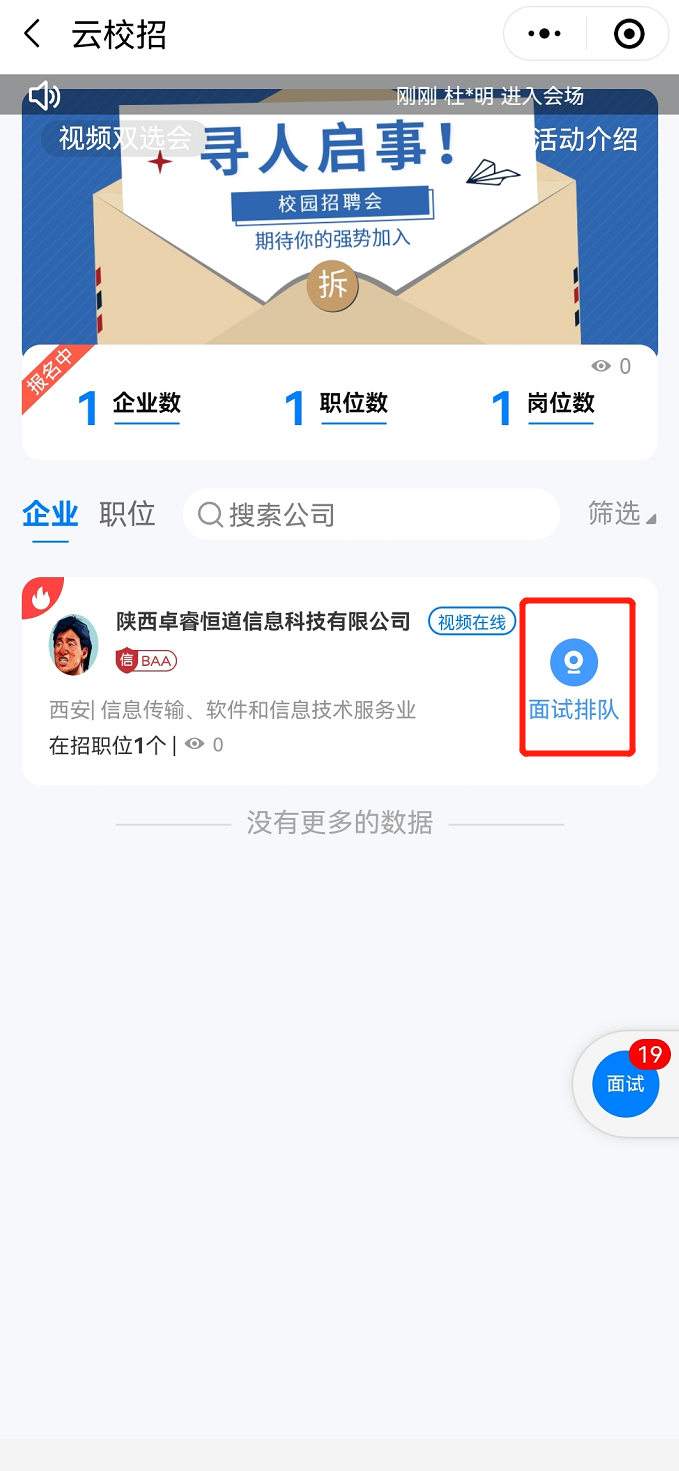 云校招
刚刚 杜*明 进入会场
视频双选会
活动介绍
寻人启事！
校园招聘会
期待你的强势加入
拆
报名中
0
1 企业数
1 职位数
1 岗位数
企业 职位 搜索公司 筛选
陕西卓睿恒道信息科技有限公司 视频在线
信 BAA
面试排队
西安| 信息传输、软件和信息技术服务业
在招职位1个 | 0
没有更多的数据
19
面试